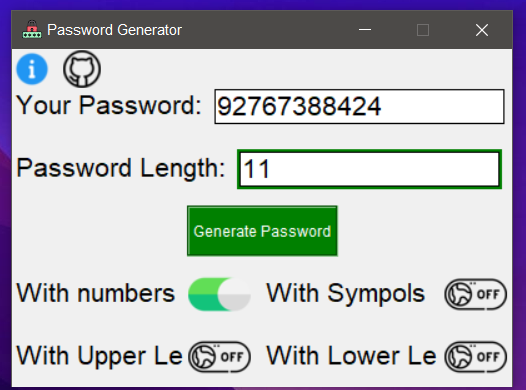 Password Generator
Your Password: 92767388424
Password Length: 11
Generate Password
With numbers With Sympols OFF
With Upper Le OFF With Lower Le OFF